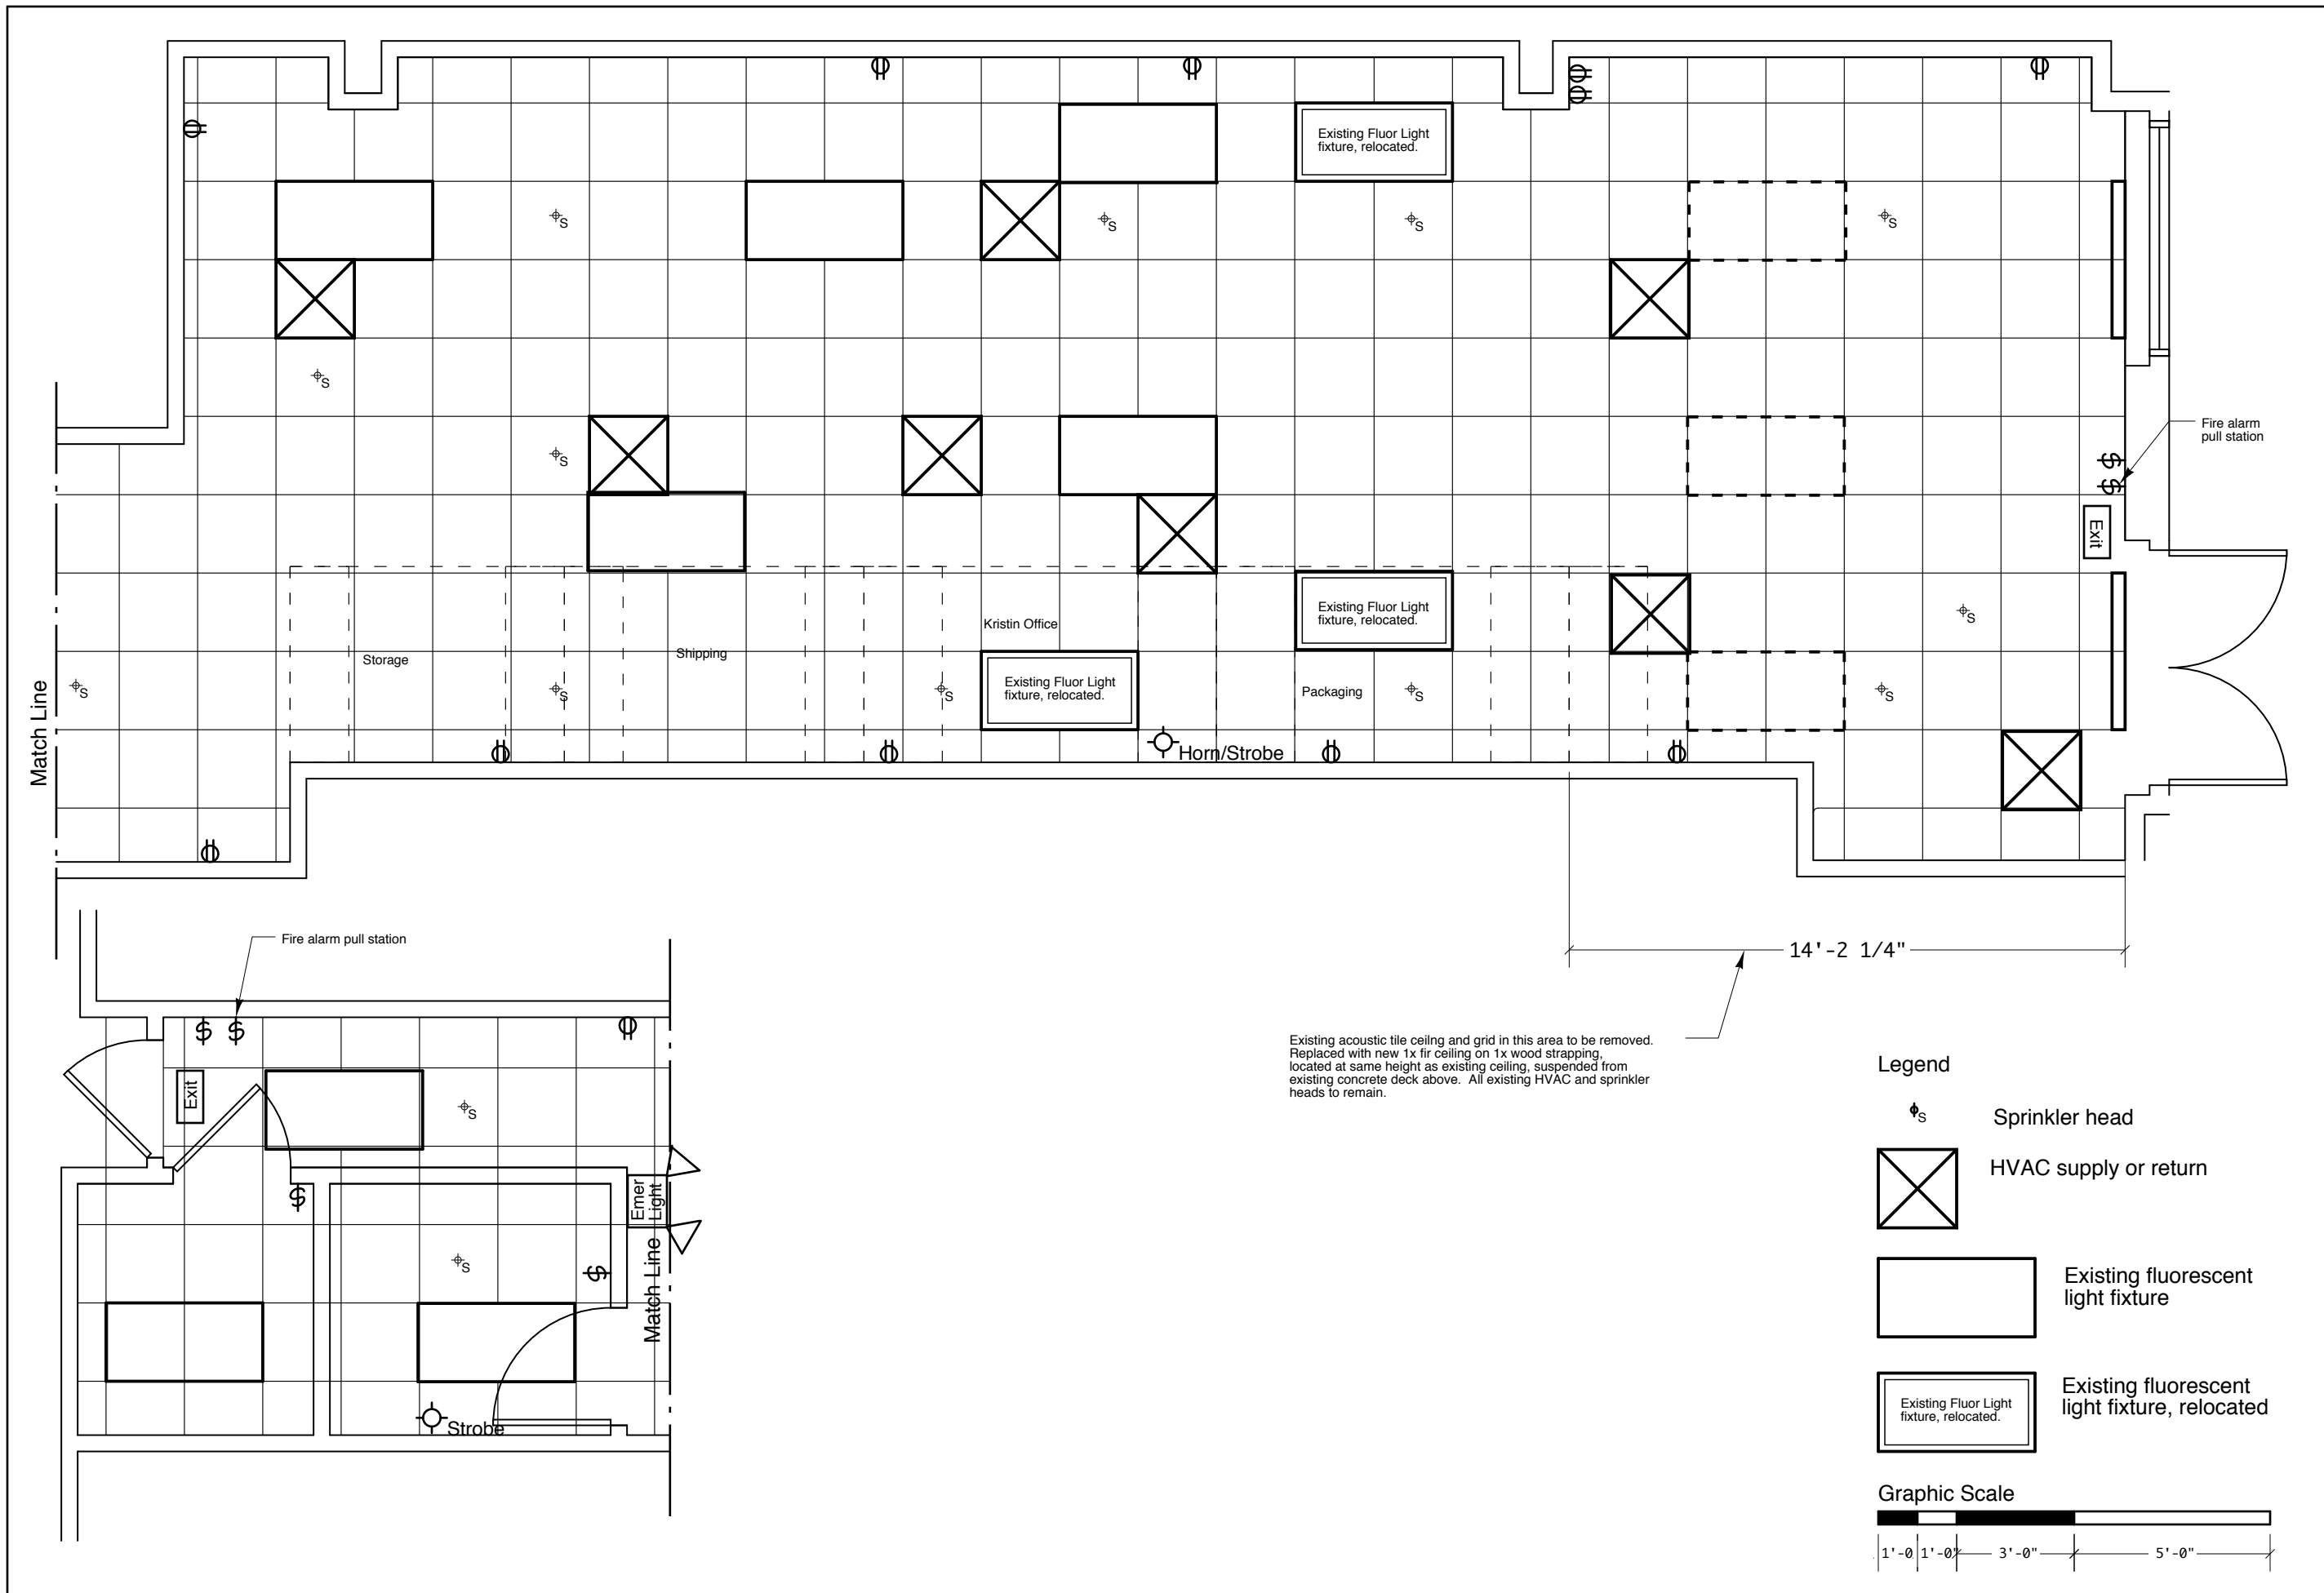 Existing Fluor Light
fixture, relocated.
S
S
S
S
S
S
Fire alarm
pull station
$
$
Exit
Existing Fluor Light
fixture, relocated.
S
Kristin Office
Shipping
Storage
Existing Fluor Light
fixture, relocated.
Packaging
S
S
S
S
S
Match Line
Horn/Strobe
Fire alarm pull station
14'-2 1/4"
$
$
Exit
S
$
Emer
Light
S
$
Match Line
Strobe
Existing acoustic tile ceilng and grid in this area to be removed.
Replaced with new 1x fir ceiling on 1x wood strapping,
located at same height as existing ceiling, suspended from
existing concrete deck above.  All existing HVAC and sprinkler
heads to remain.
Legend
S
Sprinkler head
HVAC supply or return
Existing fluorescent
light fixture
Existing Fluor Light
fixture, relocated.
Existing fluorescent
light fixture, relocated
Graphic Scale
1'-0 1'-0" 3'-0" 5'-0"